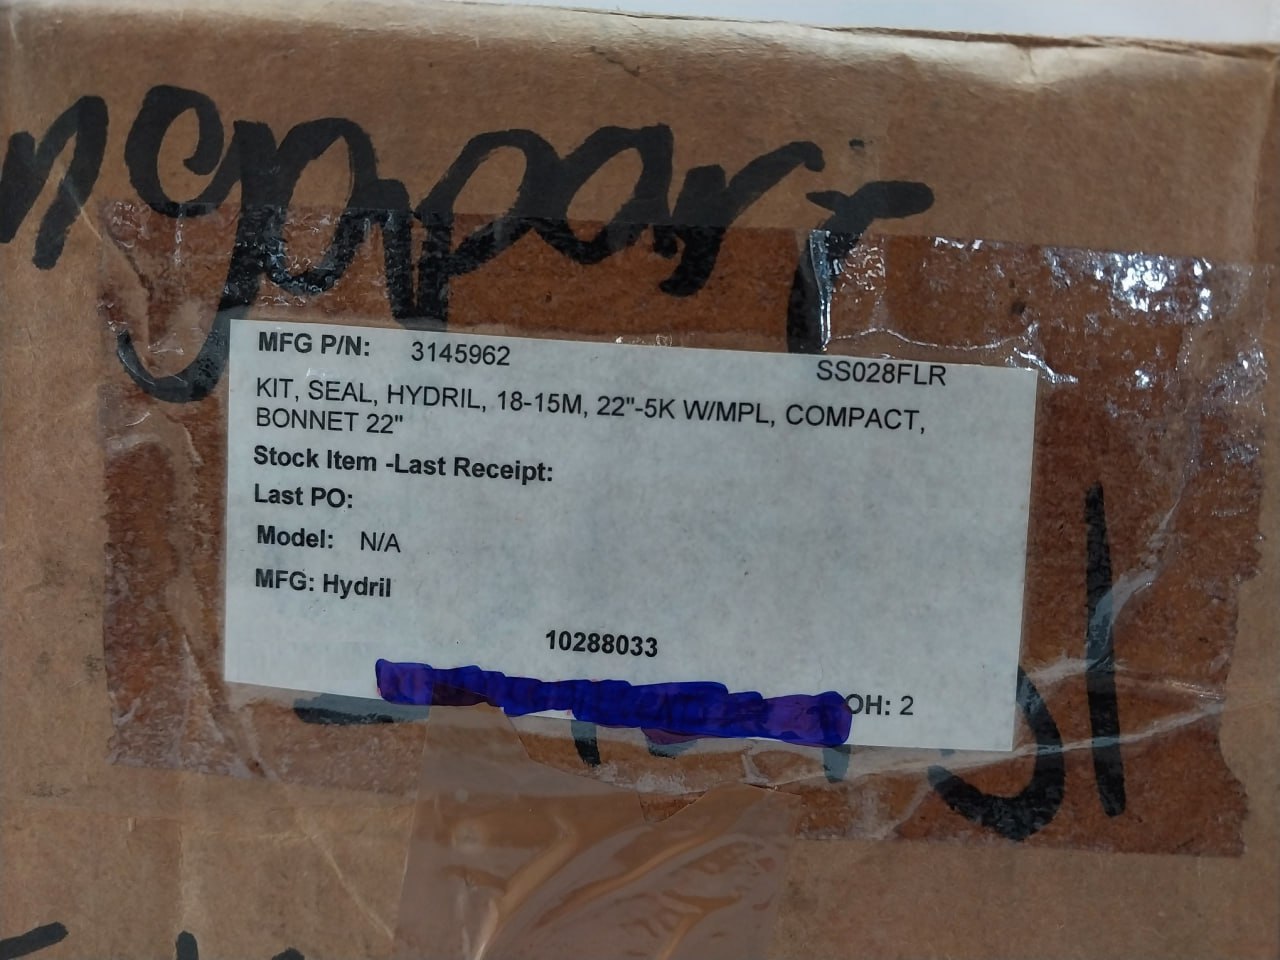 MFG P/N: 3145962 SS028FLR
KIT, SEAL, HYDRIL, 18-15M, 22"-5K W/MPL, COMPACT,
BONNET 22"
Stock Item -Last Receipt:
Last PO:
Model: N/A
MFG: Hydril
10288033
OH: 2